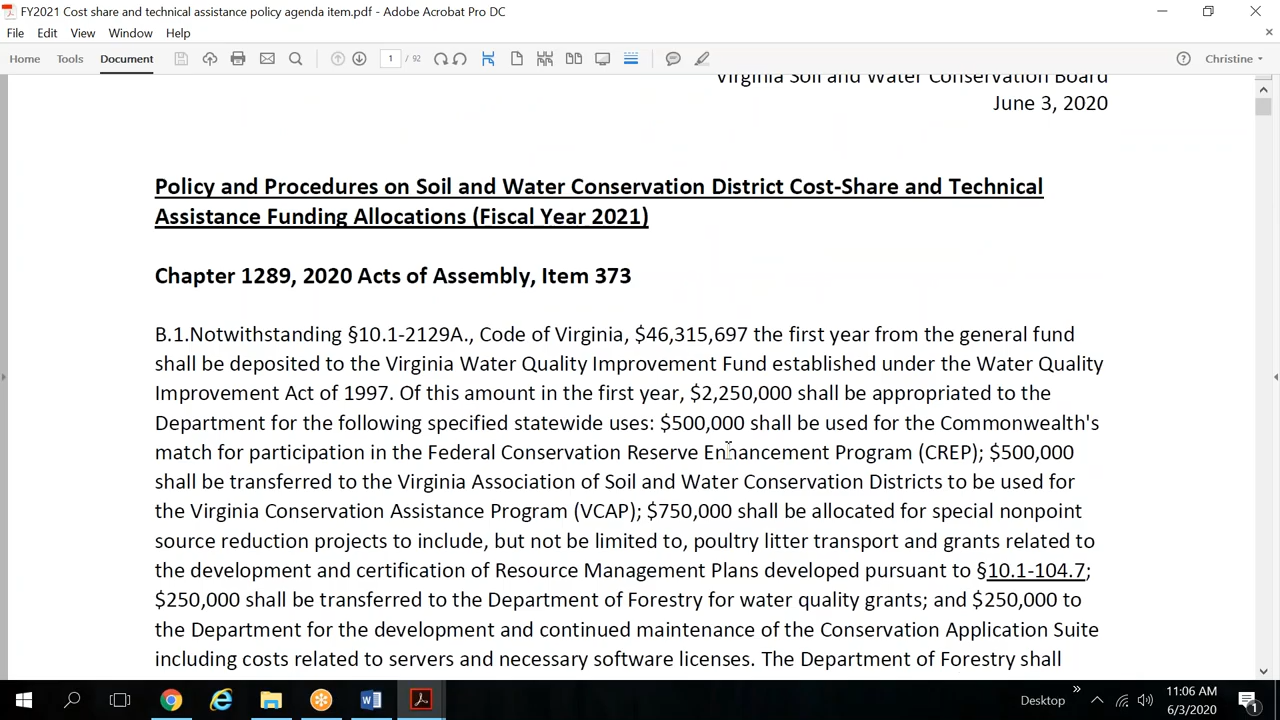 FY2021 Cost share and technical assistance policy agenda item.pdf - Adobe Acrobat Pro DC
File Edit View Window Help
Home Tools Document 1 / 92 Christine
Virginia Soil and Water Conservation Board
June 3, 2020
Policy and Procedures on Soil and Water Conservation District Cost-Share and Technical
Assistance Funding Allocations (Fiscal Year 2021)
Chapter 1289, 2020 Acts of Assembly, Item 373
B.1.Notwithstanding §10.1-2129A., Code of Virginia, $46,315,697 the first year from the general fund
shall be deposited to the Virginia Water Quality Improvement Fund established under the Water Quality
Improvement Act of 1997. Of this amount in the first year, $2,250,000 shall be appropriated to the
Department for the following specified statewide uses: $500,000 shall be used for the Commonwealth's
match for participation in the Federal Conservation Reserve Enhancement Program (CREP); $500,000
shall be transferred to the Virginia Association of Soil and Water Conservation Districts to be used for
the Virginia Conservation Assistance Program (VCAP); $750,000 shall be allocated for special nonpoint
source reduction projects to include, but not be limited to, poultry litter transport and grants related to
the development and certification of Resource Management Plans developed pursuant to §10.1-104.7;
$250,000 shall be transferred to the Department of Forestry for water quality grants; and $250,000 to
the Department for the development and continued maintenance of the Conservation Application Suite
including costs related to servers and necessary software licenses. The Department of Forestry shall
Desktop 11:06 AM
6/3/2020 1